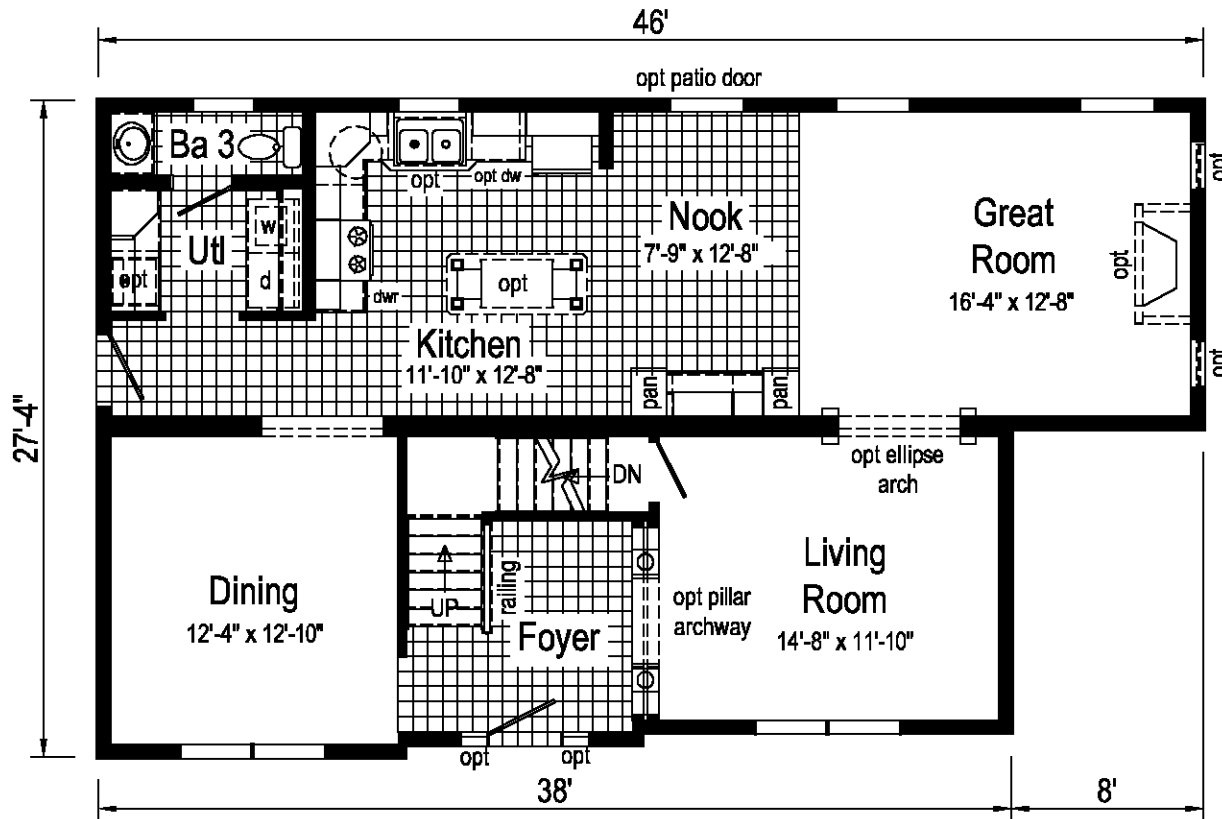 46'
opt patio door
27'-4"
Ba 3
Utl
w
d
opt
opt
opt dw
dwr
opt
Kitchen
11'-10" x 12'-8"
Nook
7'-9" x 12'-8"
pan
pan
Great
Room
16'-4" x 12'-8"
opt
opt
opt
opt ellipse
arch
DN
UP
railing
Dining
12'-4" x 12'-10"
Foyer
opt pillar
archway
Living
Room
14'-8" x 11'-10"
opt
opt
38'
8'